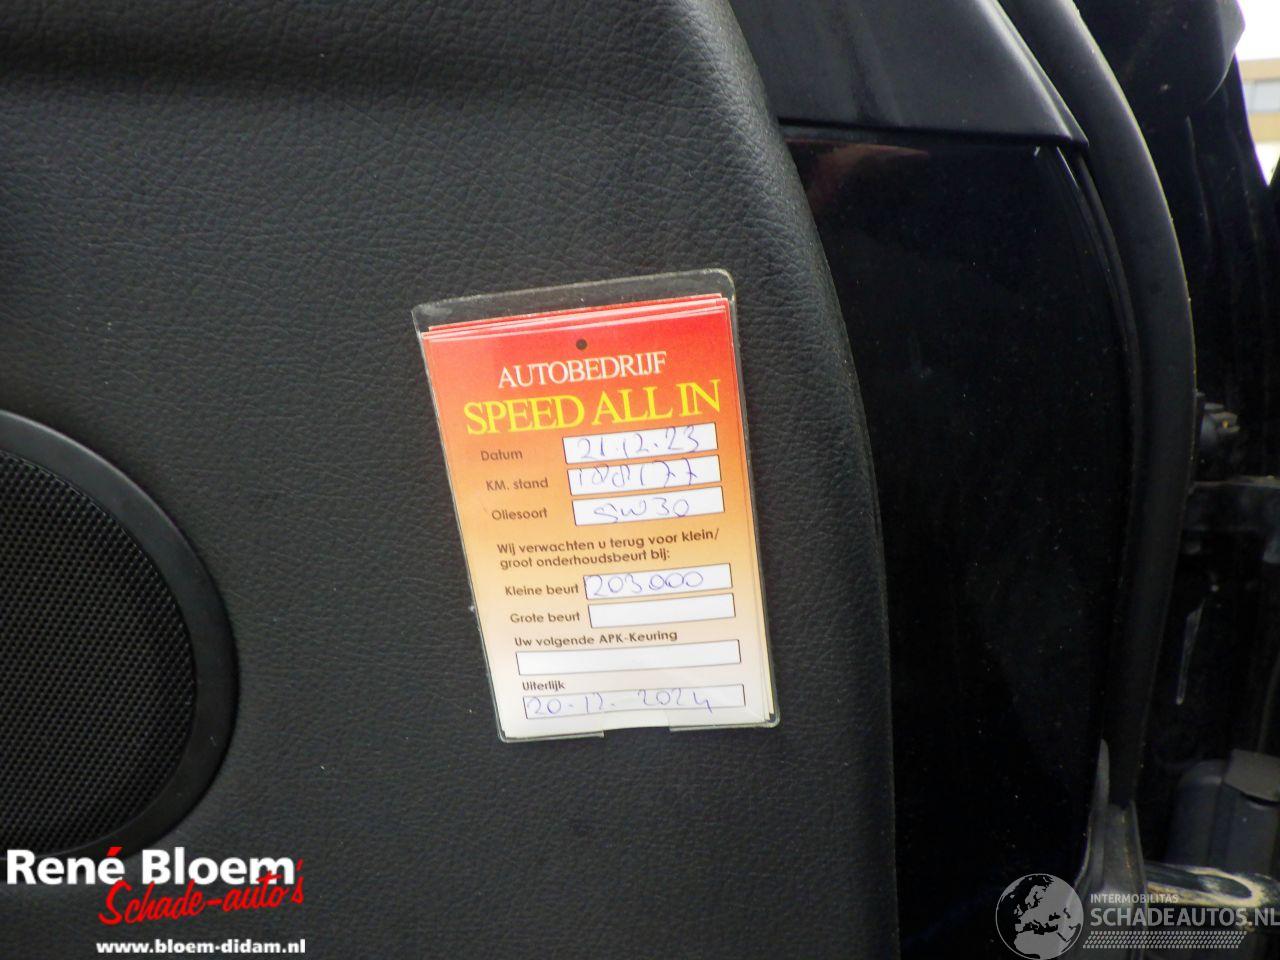 AUTOBEDRIJF
SPEED ALL IN
Datum 21.12.23
KM. stand 188177
Oliesoort 5W30
Wij verwachten u terug voor klein/
groot onderhoudsbeurt bij:
Kleine beurt 203000
Grote beurt
Uw volgende APK-Keuring
Uiterlijk
20-12-2024
René Bloem
Schade-auto's
www.bloem-didam.nl
INTERMOBILITAS
SCHADEAUTOS.NL